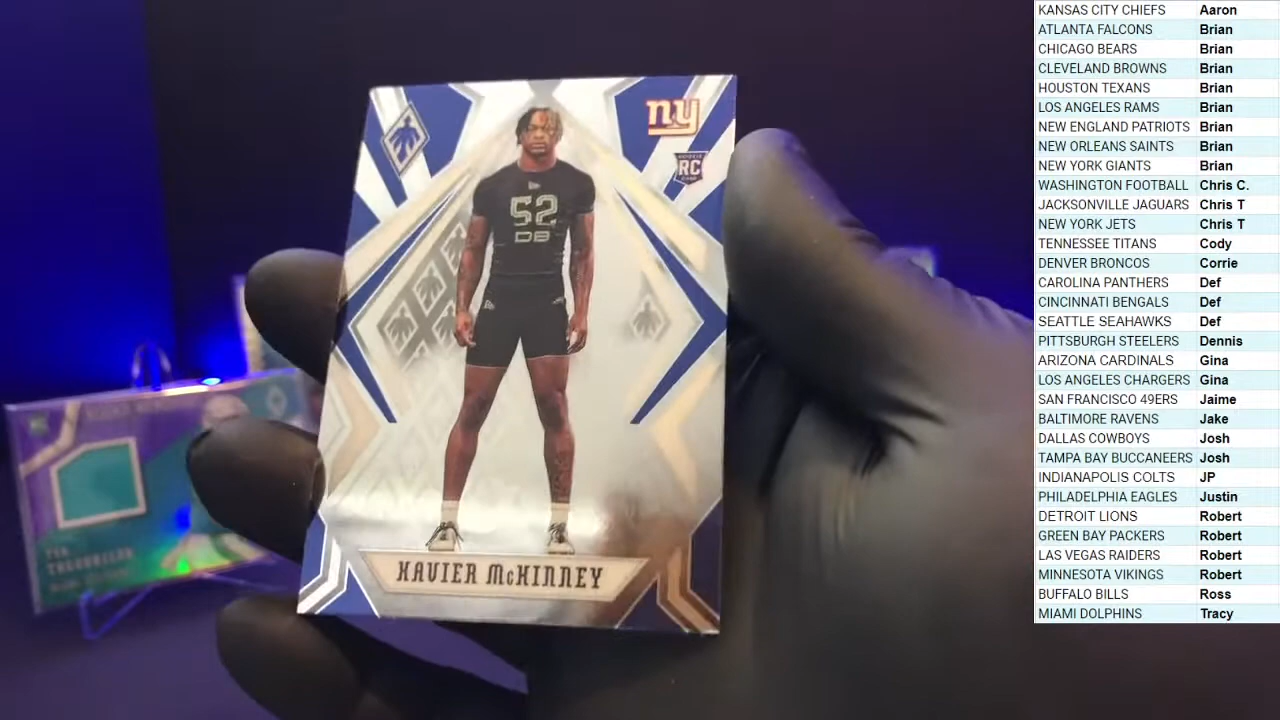 ny
RC
52
DB
XAVIER McKINNEY
KANSAS CITY CHIEFS Aaron
ATLANTA FALCONS Brian
CHICAGO BEARS Brian
CLEVELAND BROWNS Brian
HOUSTON TEXANS Brian
LOS ANGELES RAMS Brian
NEW ENGLAND PATRIOTS Brian
NEW ORLEANS SAINTS Brian
NEW YORK GIANTS Brian
WASHINGTON FOOTBALL Chris C.
JACKSONVILLE JAGUARS Chris T
NEW YORK JETS Chris T
TENNESSEE TITANS Cody
DENVER BRONCOS Corrie
CAROLINA PANTHERS Def
CINCINNATI BENGALS Def
SEATTLE SEAHAWKS Def
PITTSBURGH STEELERS Dennis
ARIZONA CARDINALS Gina
LOS ANGELES CHARGERS Gina
SAN FRANCISCO 49ERS Jaime
BALTIMORE RAVENS Jake
DALLAS COWBOYS Josh
TAMPA BAY BUCCANEERS Josh
INDIANAPOLIS COLTS JP
PHILADELPHIA EAGLES Justin
DETROIT LIONS Robert
GREEN BAY PACKERS Robert
LAS VEGAS RAIDERS Robert
MINNESOTA VIKINGS Robert
BUFFALO BILLS Ross
MIAMI DOLPHINS Tracy